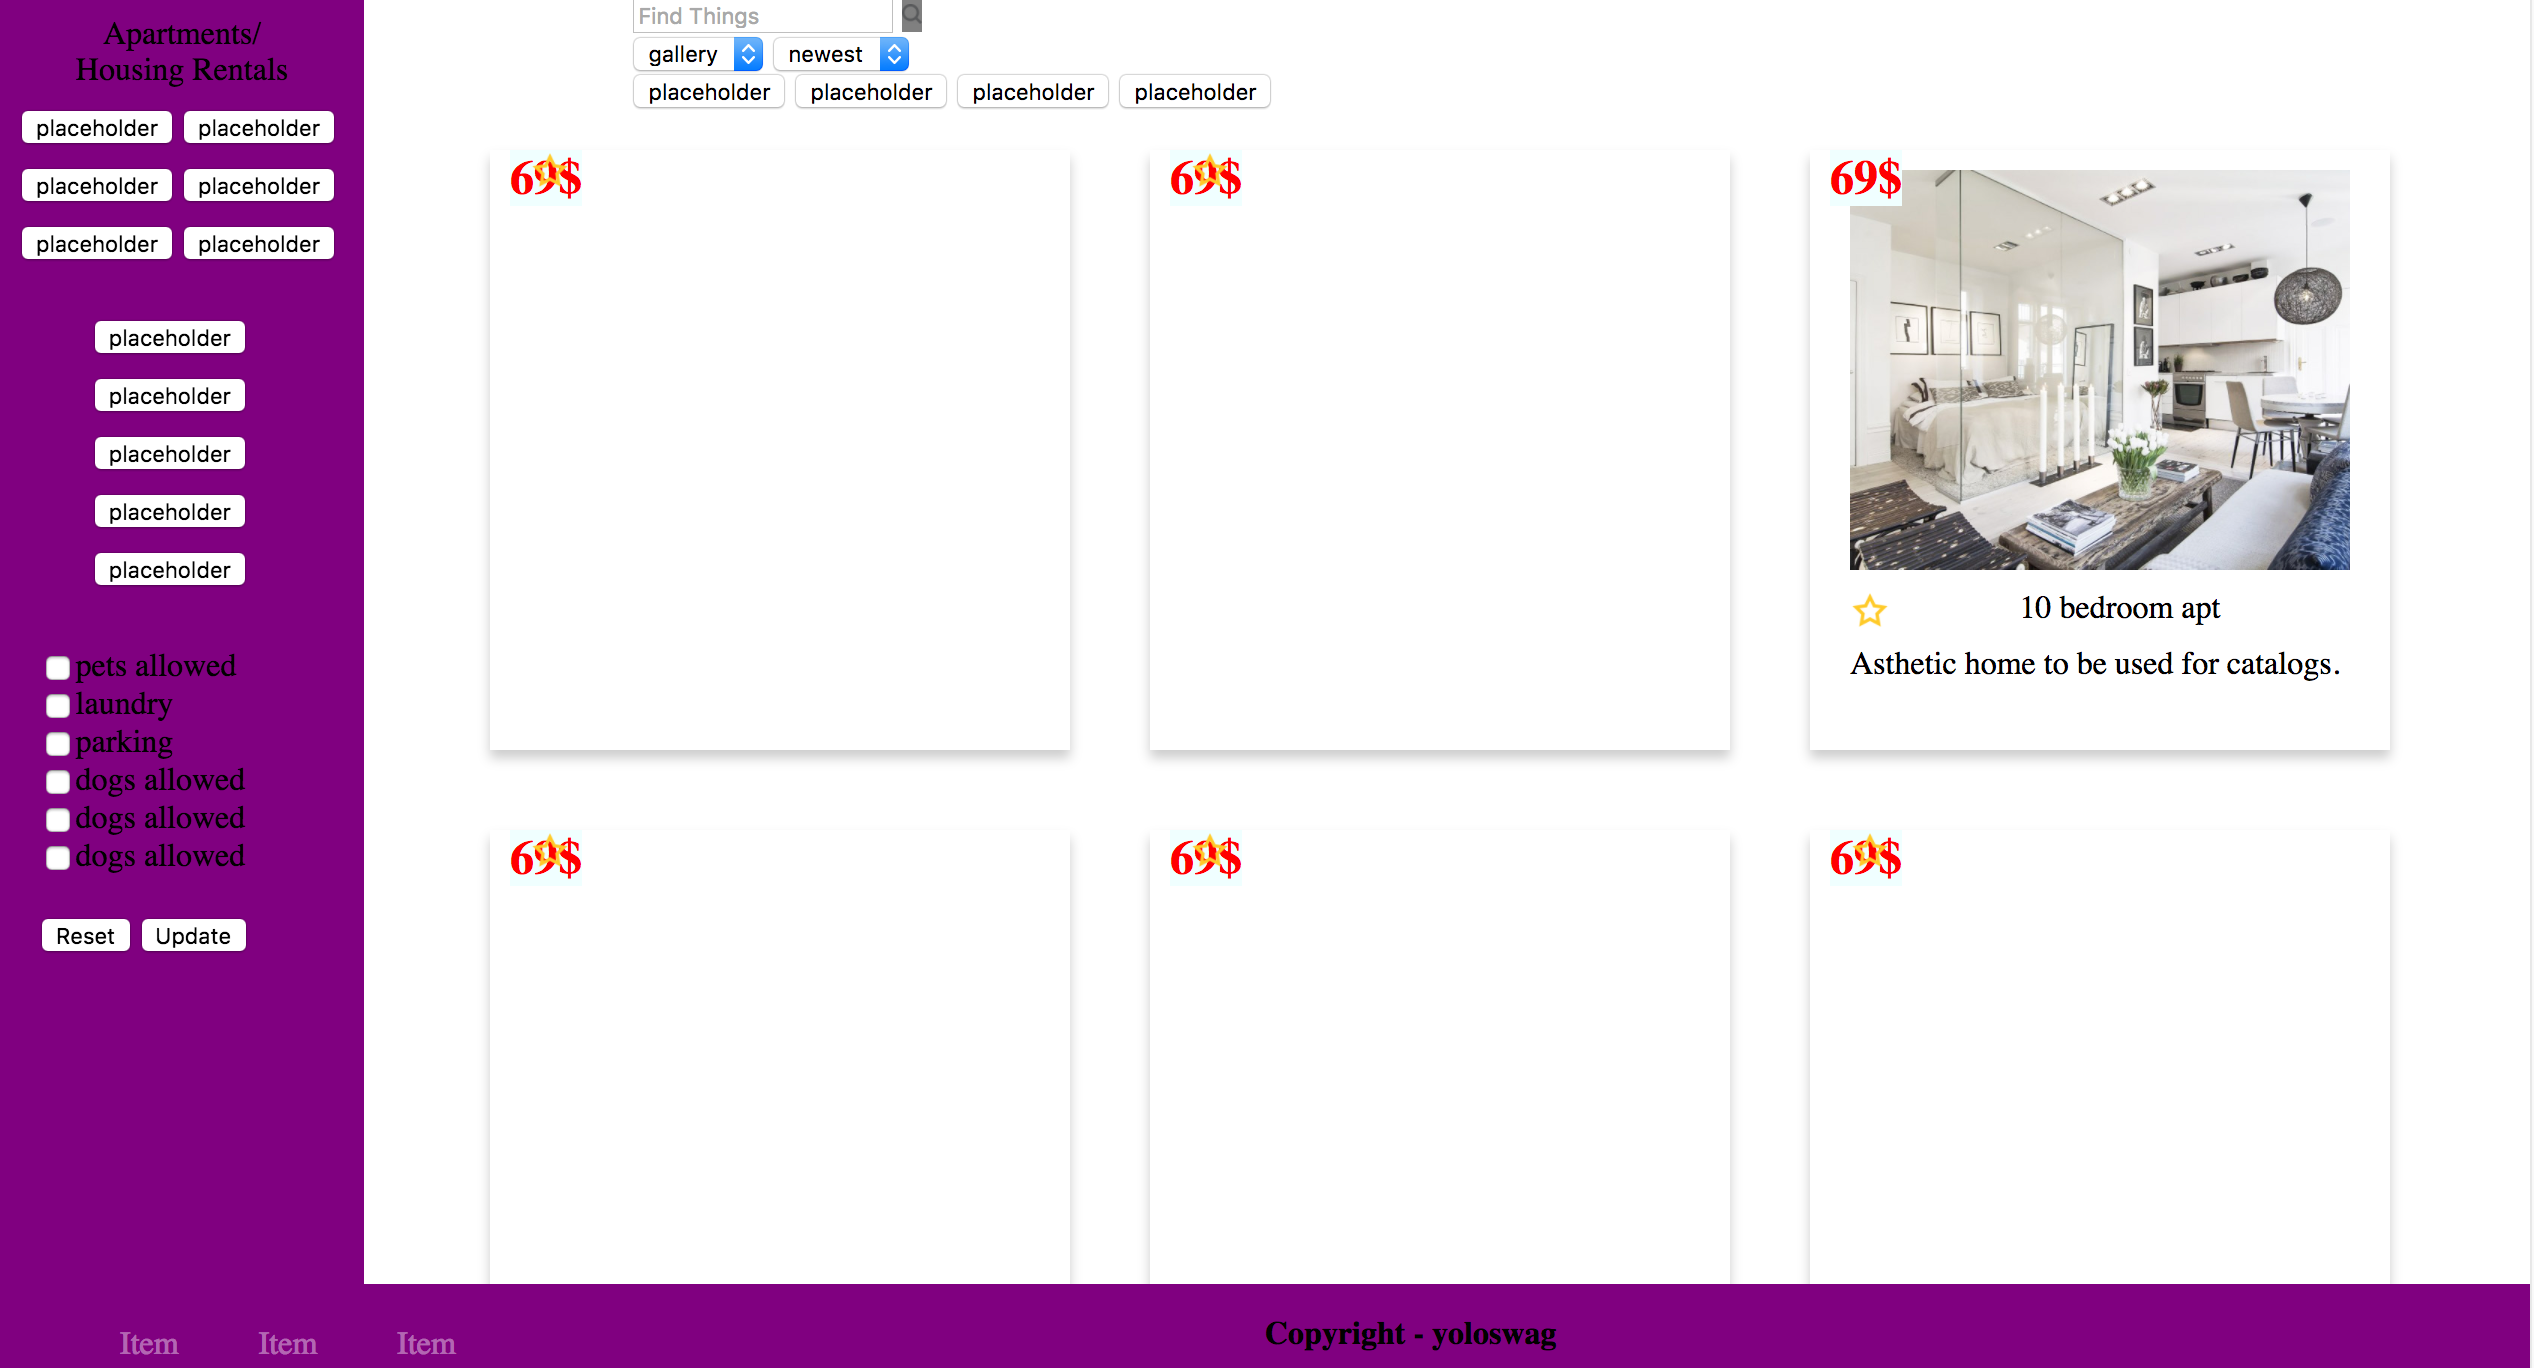 Apartments/
Housing Rentals
placeholder placeholder
placeholder placeholder
placeholder placeholder
placeholder
placeholder
placeholder
placeholder
placeholder
pets allowed
laundry
parking
dogs allowed
dogs allowed
dogs allowed
Reset Update
Find Things
gallery newest
placeholder placeholder placeholder placeholder
69$ 69$ 69$
10 bedroom apt
Asthetic home to be used for catalogs.
69$ 69$ 69$
Item Item Item
Copyright - yoloswag